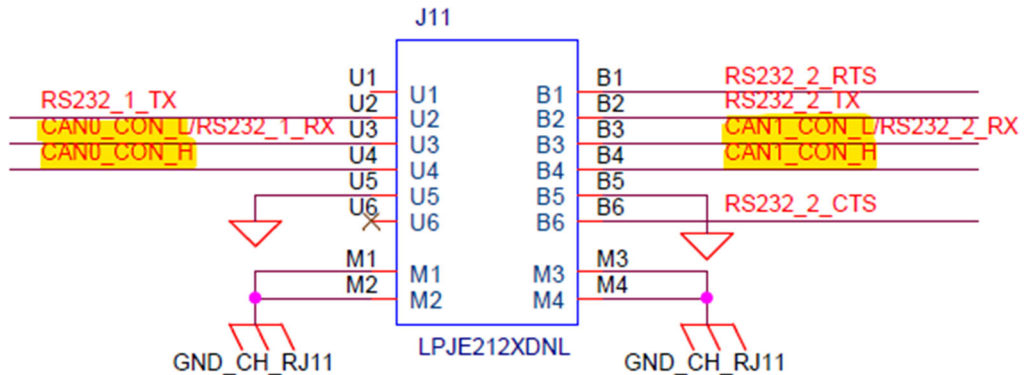 J11
U1 U1 B1 B1 RS232_2_RTS
RS232_1_TX U2 U2 B2 B2 RS232_2_TX
CAN0_CON_L/RS232_1_RX U3 U3 B3 B3 CAN1_CON_L/RS232_2_RX
CAN0_CON_H U4 U4 B4 B4 CAN1_CON_H
U5 U5 B5 B5
U6 U6 B6 B6 RS232_2_CTS
M1 M1 M3 M3
M2 M2 M4 M4
LPJE212XDNL
GND_CH_RJ11 GND_CH_RJ11